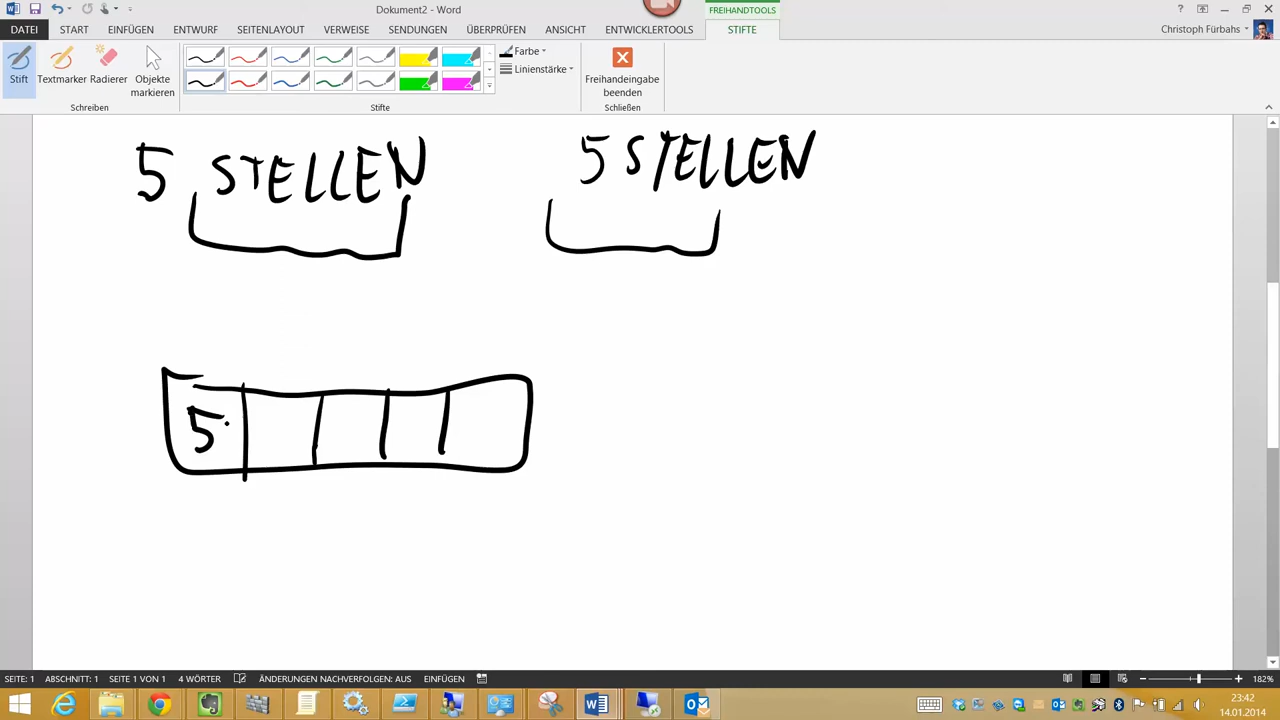 Dokument2 - Word
FREIHANDTOOLS
?
DATEI START EINFÜGEN ENTWURF SEITENLAYOUT VERWEISE SENDUNGEN ÜBERPRÜFEN ANSICHT ENTWICKLERTOOLS STIFTE
Christoph Fürbahs
Stift Textmarker Radierer Objekte markieren
Farbe
Linienstärke
Freihandeingabe beenden
Schreiben Stifte Schließen
5 STELLEN 5 STELLEN
5
SEITE: 1 ABSCHNITT: 1 SEITE 1 VON 1 4 WÖRTER ÄNDERUNGEN NACHVERFOLGEN: AUS EINFÜGEN 182%
23:42
14.01.2014